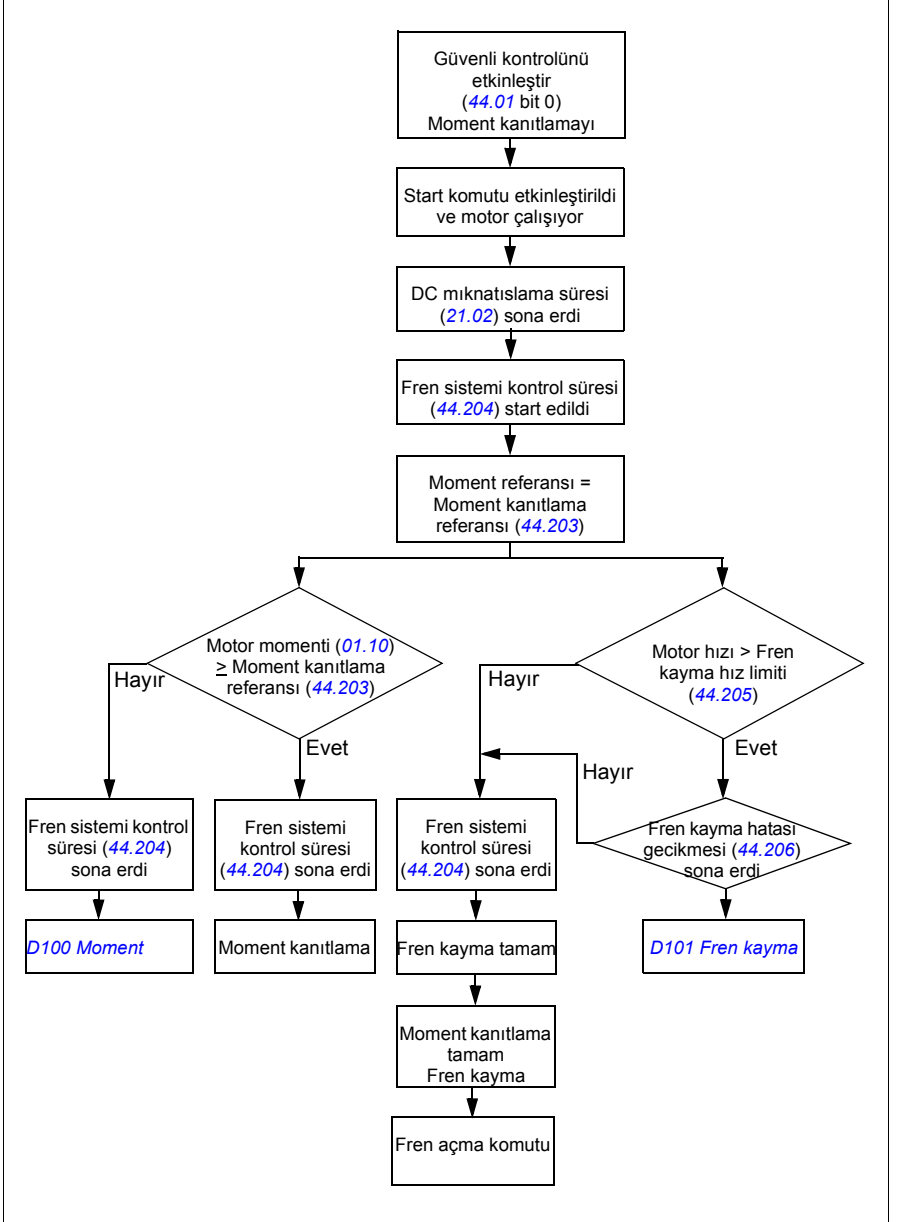 Güvenli kontrolünü
etkinleştir
(44.01 bit 0)
Moment kanıtlamayı
Start komutu etkinleştirildi
ve motor çalışıyor
DC mıknatıslama süresi
(21.02) sona erdi
Fren sistemi kontrol süresi
(44.204) start edildi
Moment referansı =
Moment kanıtlama
referansı (44.203)
Motor momenti (01.10)
≥ Moment kanıtlama
referansı (44.203)
Hayır
Evet
Motor hızı > Fren
kayma hız limiti
(44.205)
Hayır
Evet
Hayır
Fren sistemi kontrol
süresi (44.204)
sona erdi
Fren sistemi
kontrol süresi
(44.204) sona erdi
Fren sistemi
kontrol süresi
(44.204) sona erdi
Fren kayma hatası
gecikmesi (44.206)
sona erdi
D100 Moment
Moment kanıtlama
Fren kayma tamam
D101 Fren kayma
Moment kanıtlama
tamam
Fren kayma
Fren açma komutu